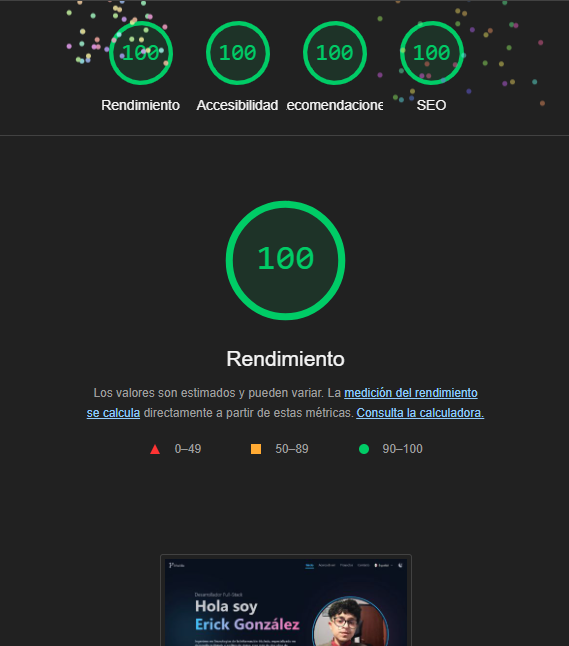 100 100 100 100
Rendimiento Accesibilidad ecomendacione SEO
100
Rendimiento
Los valores son estimados y pueden variar. La medición del rendimiento
se calcula directamente a partir de estas métricas. Consulta la calculadora.
0–49 50–89 90–100
Desarrollador Full-Stack
Hola soy
Erick González